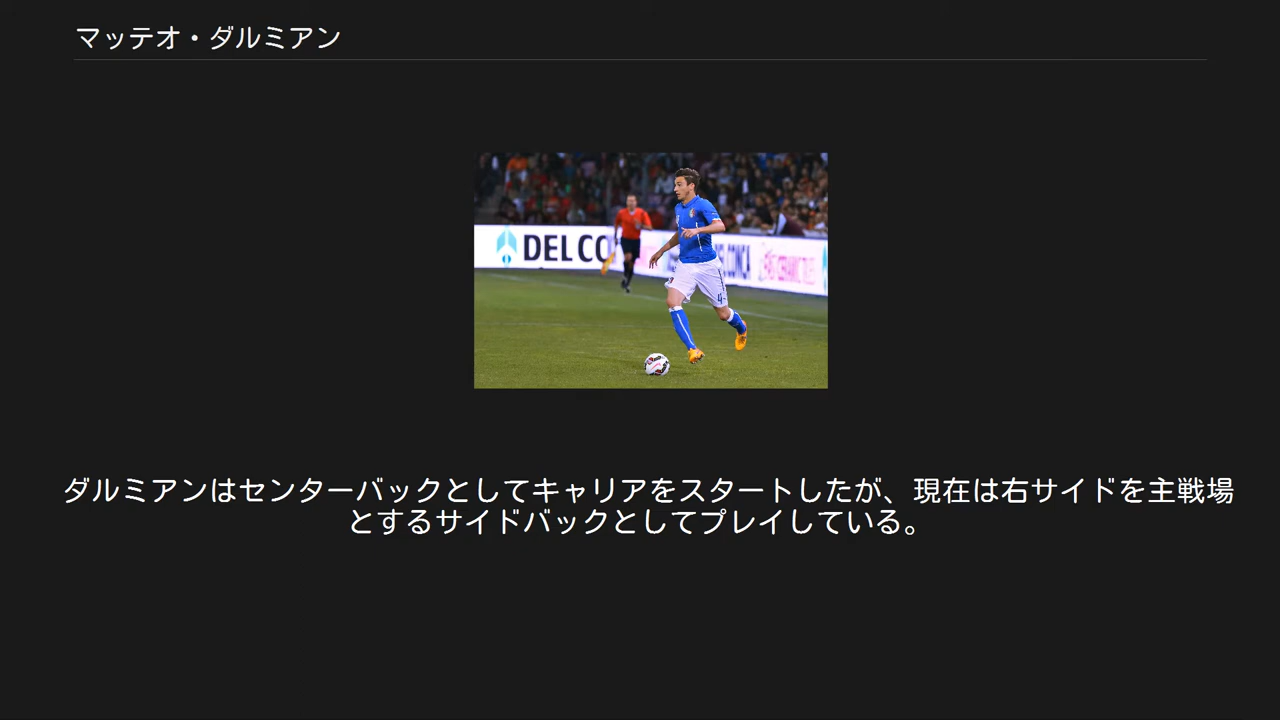 マッテオ・ダルミアン
DEL CO
DEL CONCA
4
ダルミアンはセンターバックとしてキャリアをスタートしたが、現在は右サイドを主戦場
とするサイドバックとしてプレイしている。